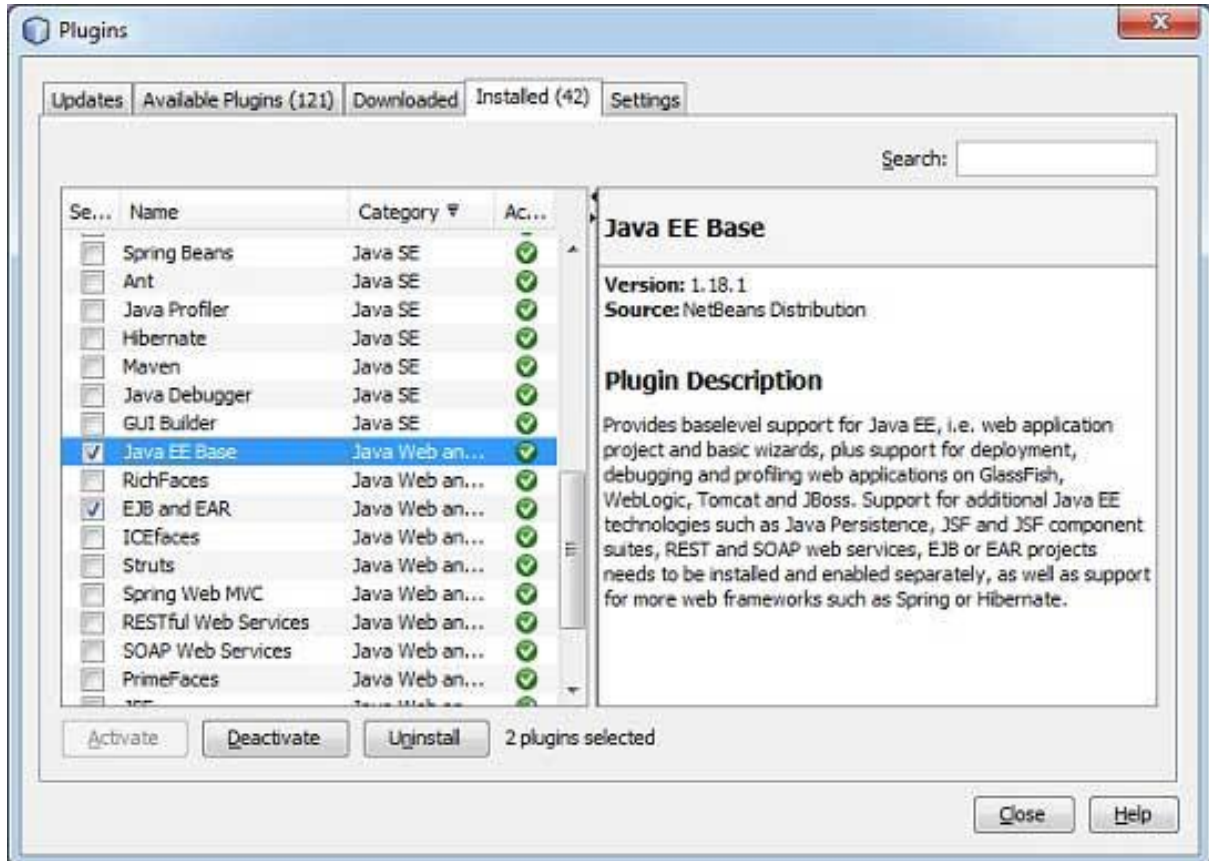 Plugins
Updates Available Plugins (121) Downloaded Installed (42) Settings
Search:
Se... Name Category Ac...
Spring Beans Java SE
Ant Java SE
Java Profiler Java SE
Hibernate Java SE
Maven Java SE
Java Debugger Java SE
GUI Builder Java SE
Java EE Base Java Web an...
RichFaces Java Web an...
EJB and EAR Java Web an...
ICEfaces Java Web an...
Struts Java Web an...
Spring Web MVC Java Web an...
RESTful Web Services Java Web an...
SOAP Web Services Java Web an...
PrimeFaces Java Web an...
Java EE Base
Version: 1.18.1
Source: NetBeans Distribution
Plugin Description
Provides baselevel support for Java EE, i.e. web application
project and basic wizards, plus support for deployment,
debugging and profiling web applications on GlassFish,
WebLogic, Tomcat and JBoss. Support for additional Java EE
technologies such as Java Persistence, JSF and JSF component
suites, REST and SOAP web services, EJB or EAR projects
needs to be installed and enabled separately, as well as support
for more web frameworks such as Spring or Hibernate.
Activate Deactivate Uninstall 2 plugins selected
Close Help